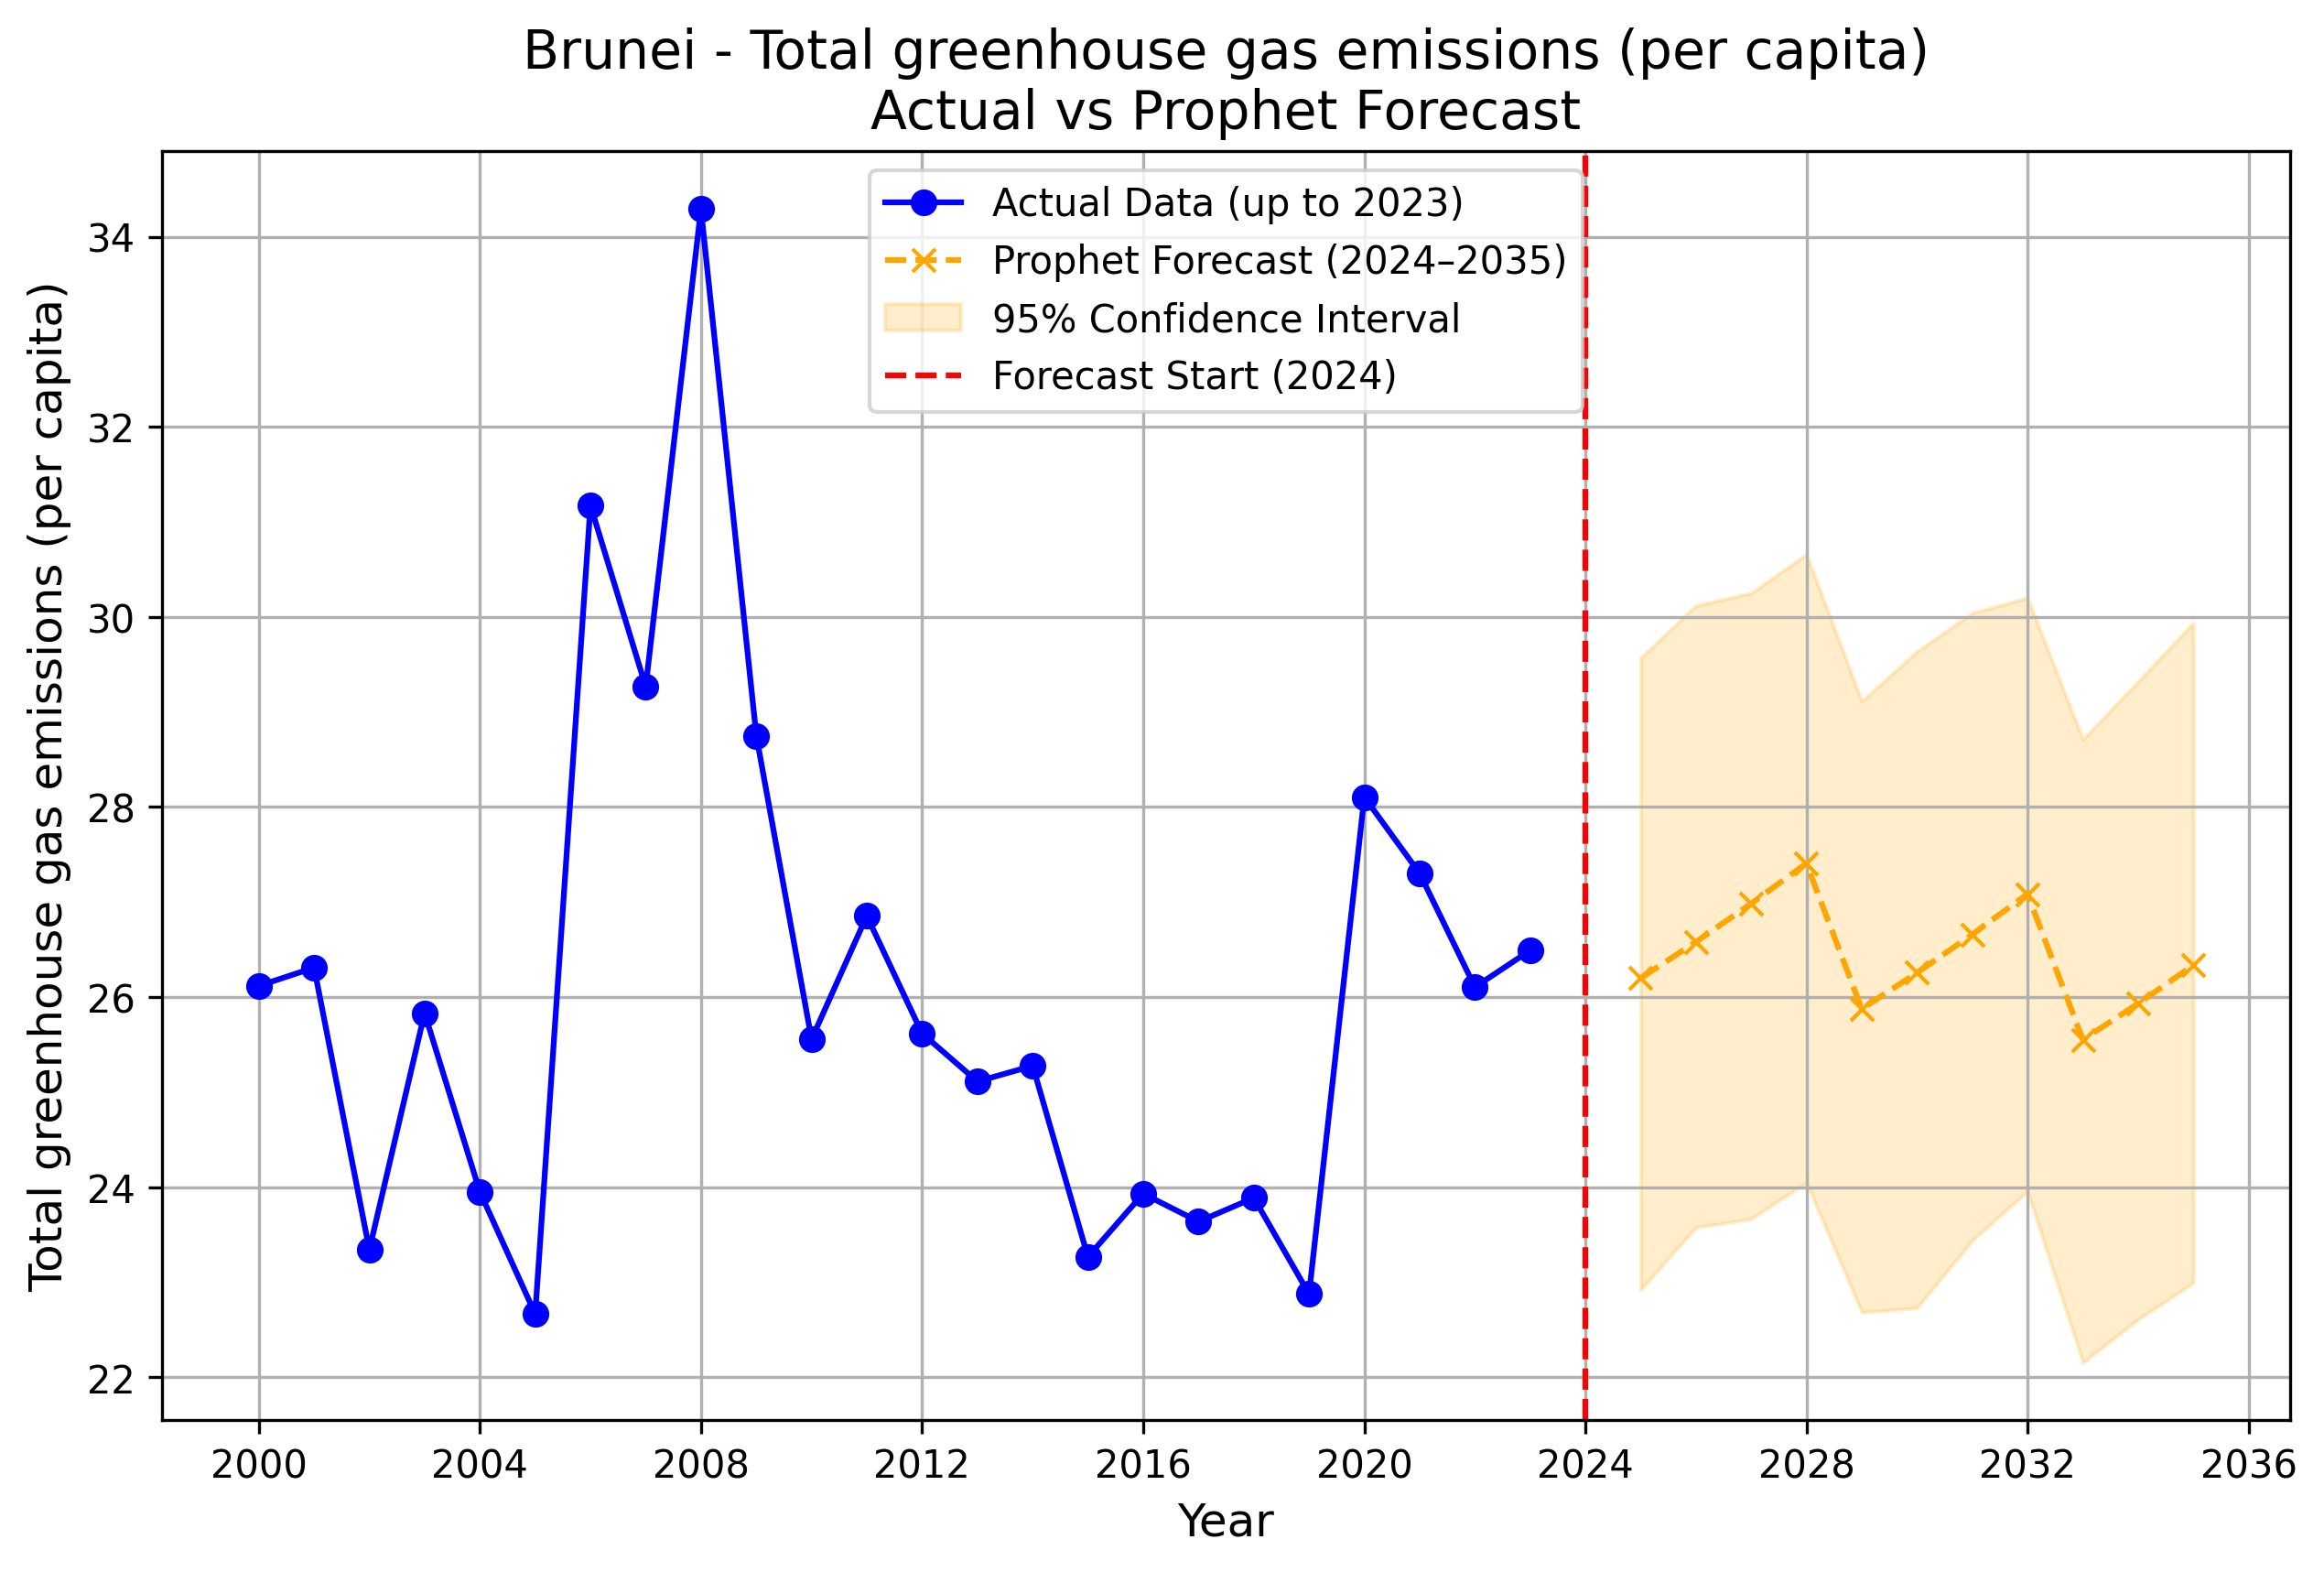 Brunei - Total greenhouse gas emissions (per capita)
Actual vs Prophet Forecast
Actual Data (up to 2023)
Prophet Forecast (2024–2035)
95% Confidence Interval
Forecast Start (2024)
Total greenhouse gas emissions (per capita)
34
32
30
28
26
24
22
2000 2004 2008 2012 2016 2020 2024 2028 2032 2036
Year